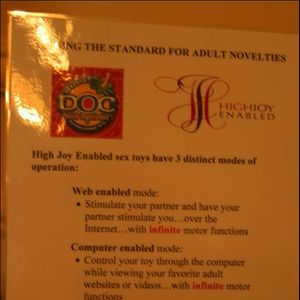 ING THE STANDARD FOR ADULT NOVELTIES
DOC
HIGHJOY
ENABLED
High Joy Enabled sex toys have 3 distinct modes of
operation:
Web enabled mode:
• Stimulate your partner and have your
partner stimulate you…over the
Internet…with infinite motor functions
Computer enabled mode:
• Control your toy through the computer
while viewing your favorite adult
websites or videos…with infinite
motor functions